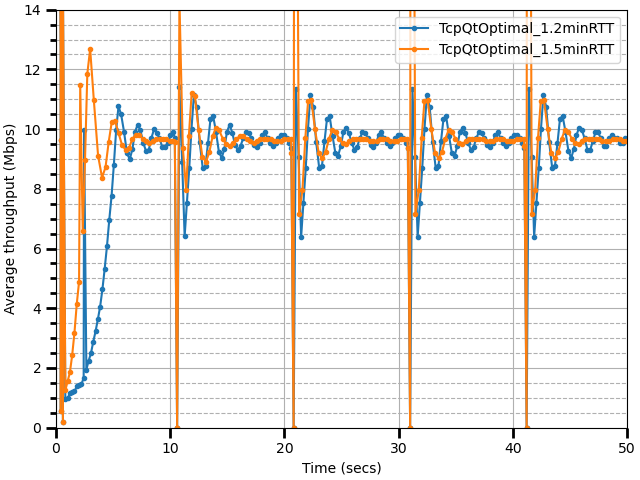 TcpQtOptimal_1.2minRTT
TcpQtOptimal_1.5minRTT
Average throughput (Mbps)
14
12
10
8
6
4
2
0
0 10 20 30 40 50
Time (secs)